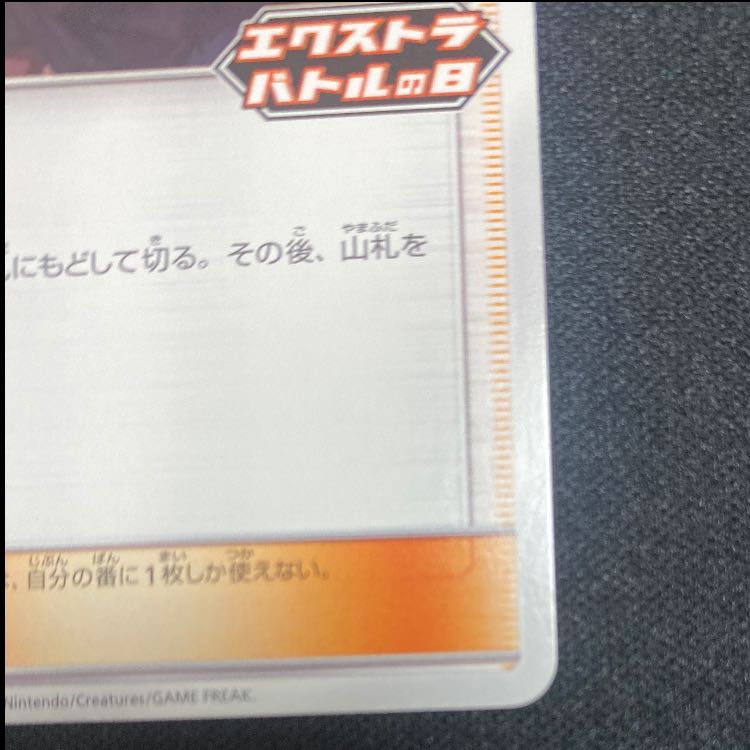 エクストラ
バトルの日
にもどして切る。その後、山札を
自分の番に1枚しか使えない。
Nintendo/Creatures/GAME FREAK.